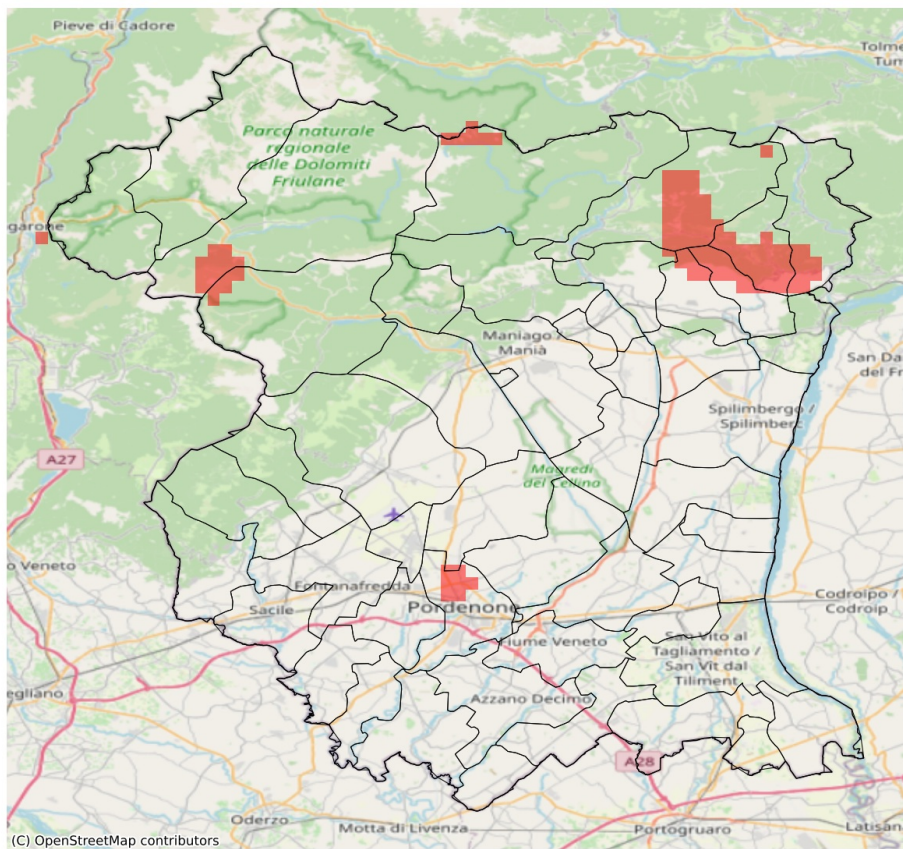 Pieve di Cadore
Tolme
Tum
Parco naturale
regionale
delle Dolomiti
Friulane
garone
Maniago /
Manià
San Da
del Fr
Spilimbergo /
Spilimberc
A27
Magredi
del Cellina
o Veneto
Fontanafredda
Sacile
Pordenone
Codroipo /
Codroip
Fiume Veneto
San Vito al
Tagliamento /
San Vît dal
Tiliment
egliano
Azzano Decimo
A28
Oderzo
Motta di Livenza
Portogruaro
Latisan
(C) OpenStreetMap contributors